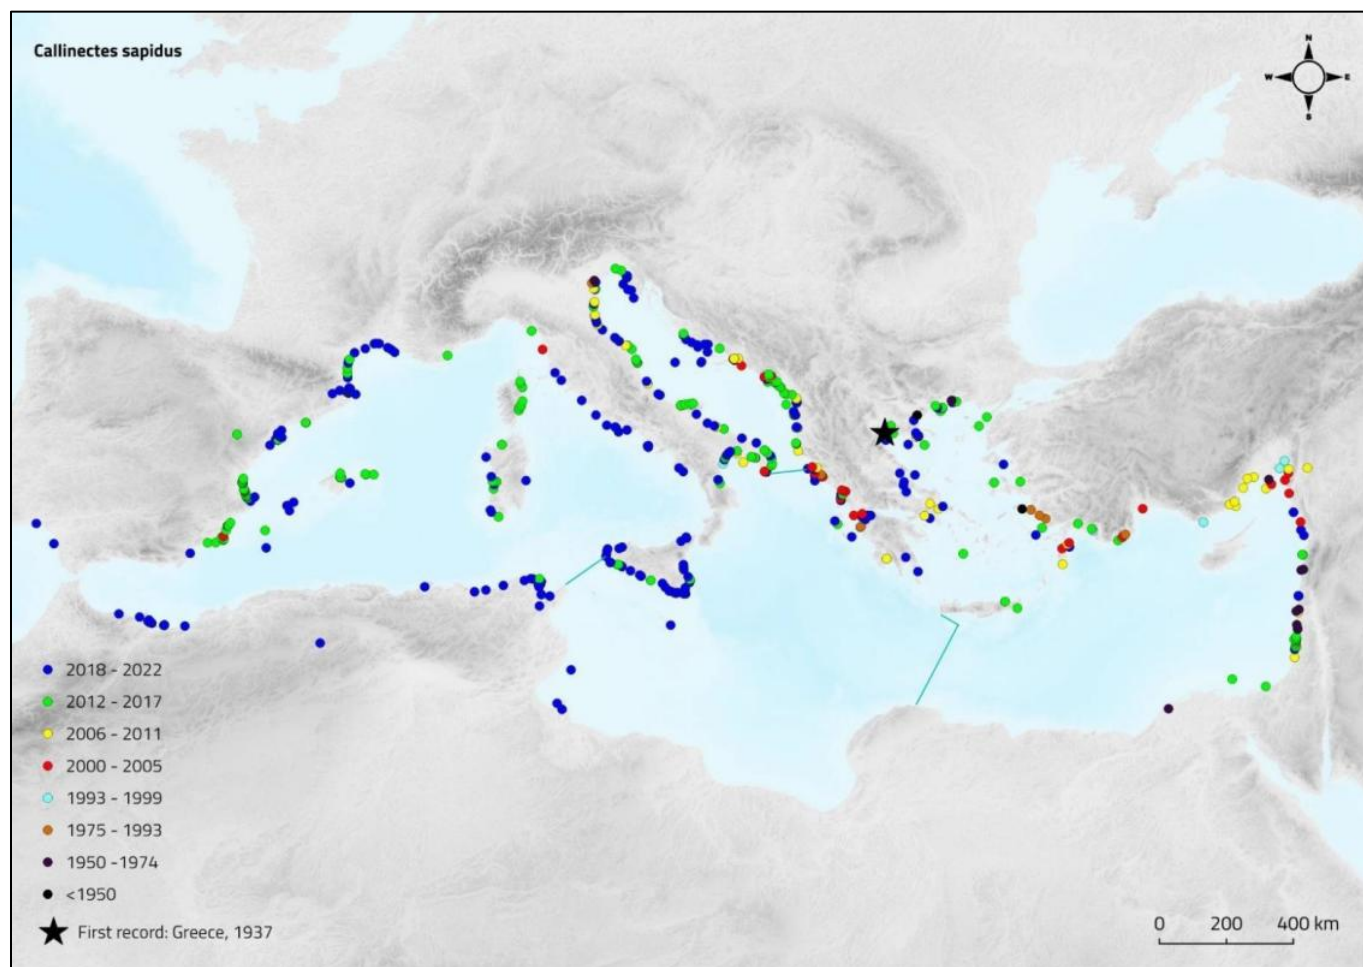 Callinectes sapidus
N
W E
S
2018 - 2022
2012 - 2017
2006 - 2011
2000 - 2005
1993 - 1999
1975 - 1993
1950 -1974
<1950
First record: Greece, 1937
0 200 400 km